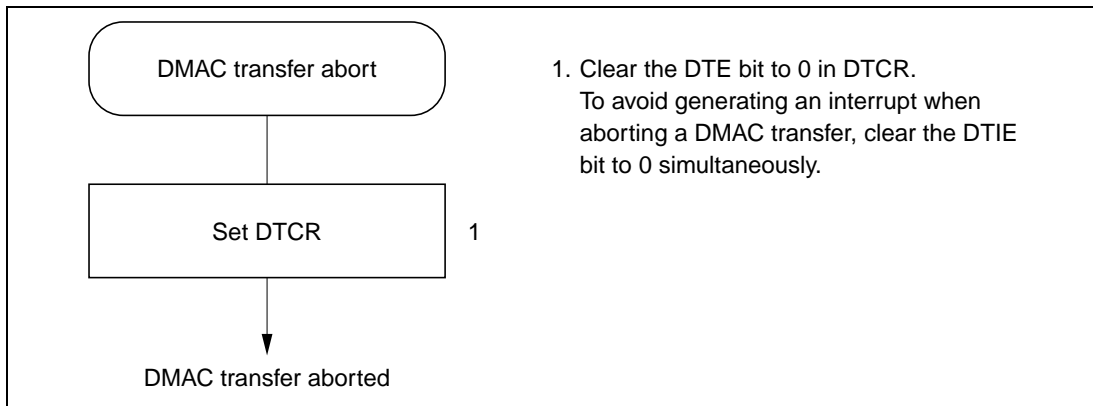 DMAC transfer abort
Set DTCR
1
DMAC transfer aborted
1. Clear the DTE bit to 0 in DTCR.
To avoid generating an interrupt when
aborting a DMAC transfer, clear the DTIE
bit to 0 simultaneously.